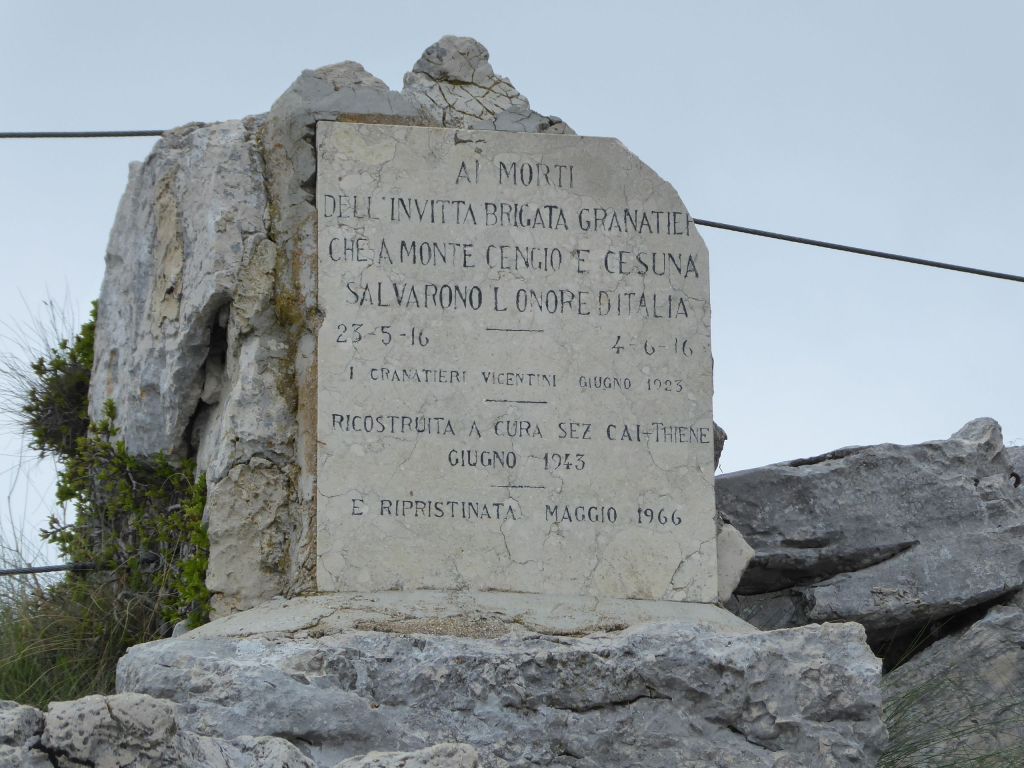 AI MORTI
DELL'INVITTA BRIGATA GRANATIER
CHE A MONTE CENGIO E CESUNA
SALVARONO L ONORE D'ITALIA
23-5-16 4-6-16
I GRANATIERI VICENTINI GIUGNO 1923
RICOSTRUITA A CURA SEZ CAI-THIENE
GIUGNO 1943
E RIPRISTINATA MAGGIO 1966